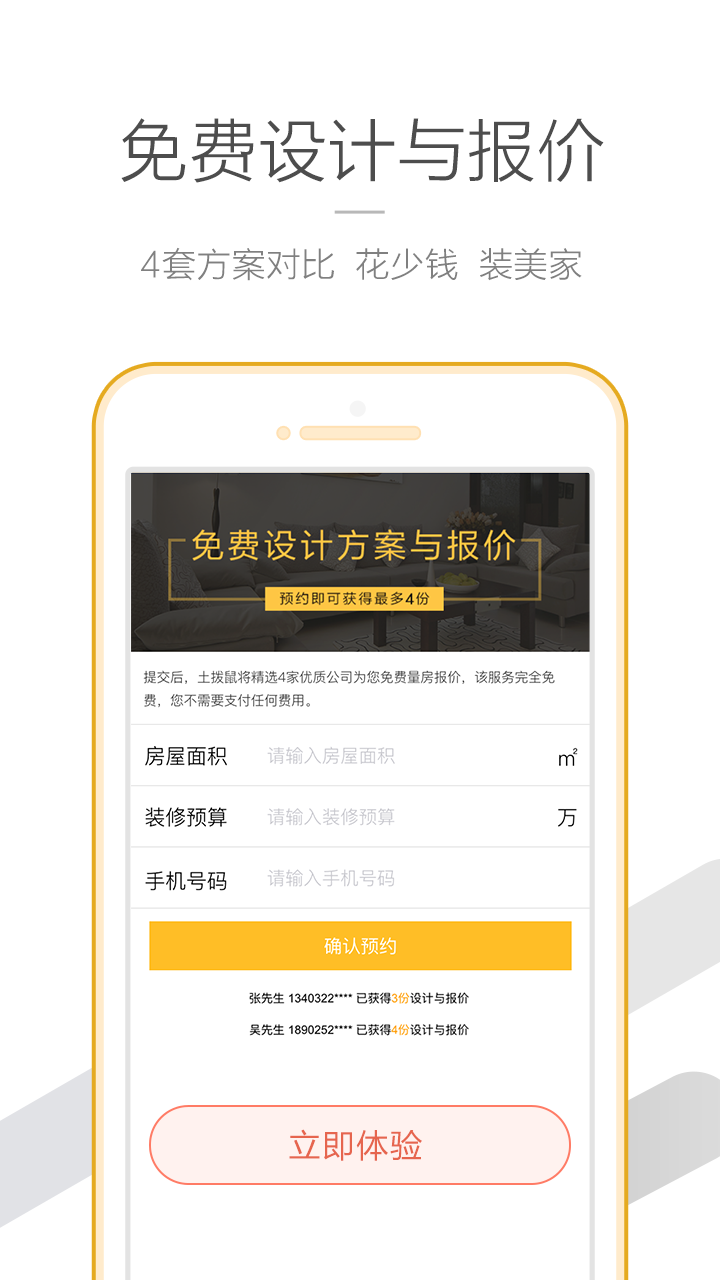 免费设计与报价
4套方案对比 花少钱 装美家
免费设计方案与报价
预约即可获得最多4份
提交后，土拨鼠将精选4家优质公司为您免费量房报价，该服务完全免
费，您不需要支付任何费用。
房屋面积 请输入房屋面积 m²
装修预算 请输入装修预算 万
手机号码 请输入手机号码
确认预约
张先生 1340322**** 已获得3份设计与报价
吴先生 1890252**** 已获得4份设计与报价
立即体验